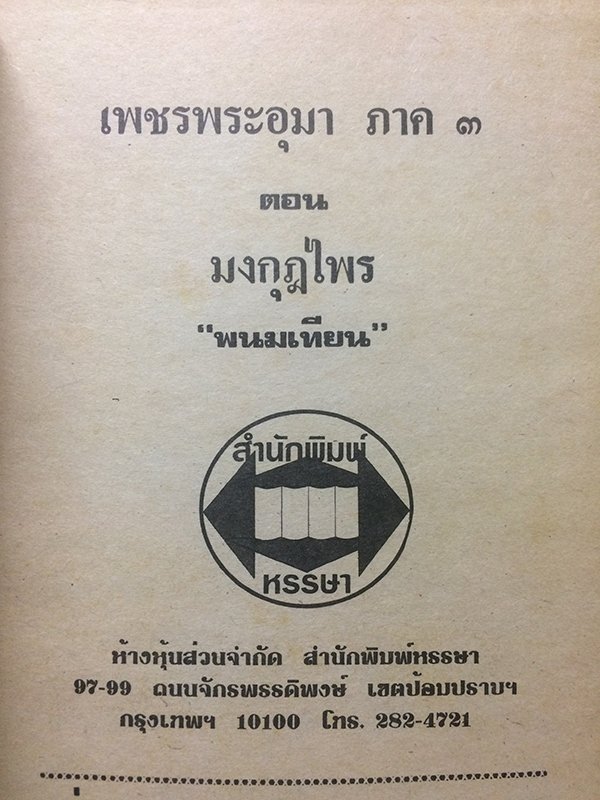 เพชรพระอุมา ภาค ๓
ตอน
มงกุฎไพร
“พนมเทียน”
สำนักพิมพ์
หรรษา
ห้างหุ้นส่วนจำกัด สำนักพิมพ์หรรษา
97-99 ถนนจักรพรรดิพงษ์ เขตป้อมปราบฯ
กรุงเทพฯ 10100 โทร. 282-4721